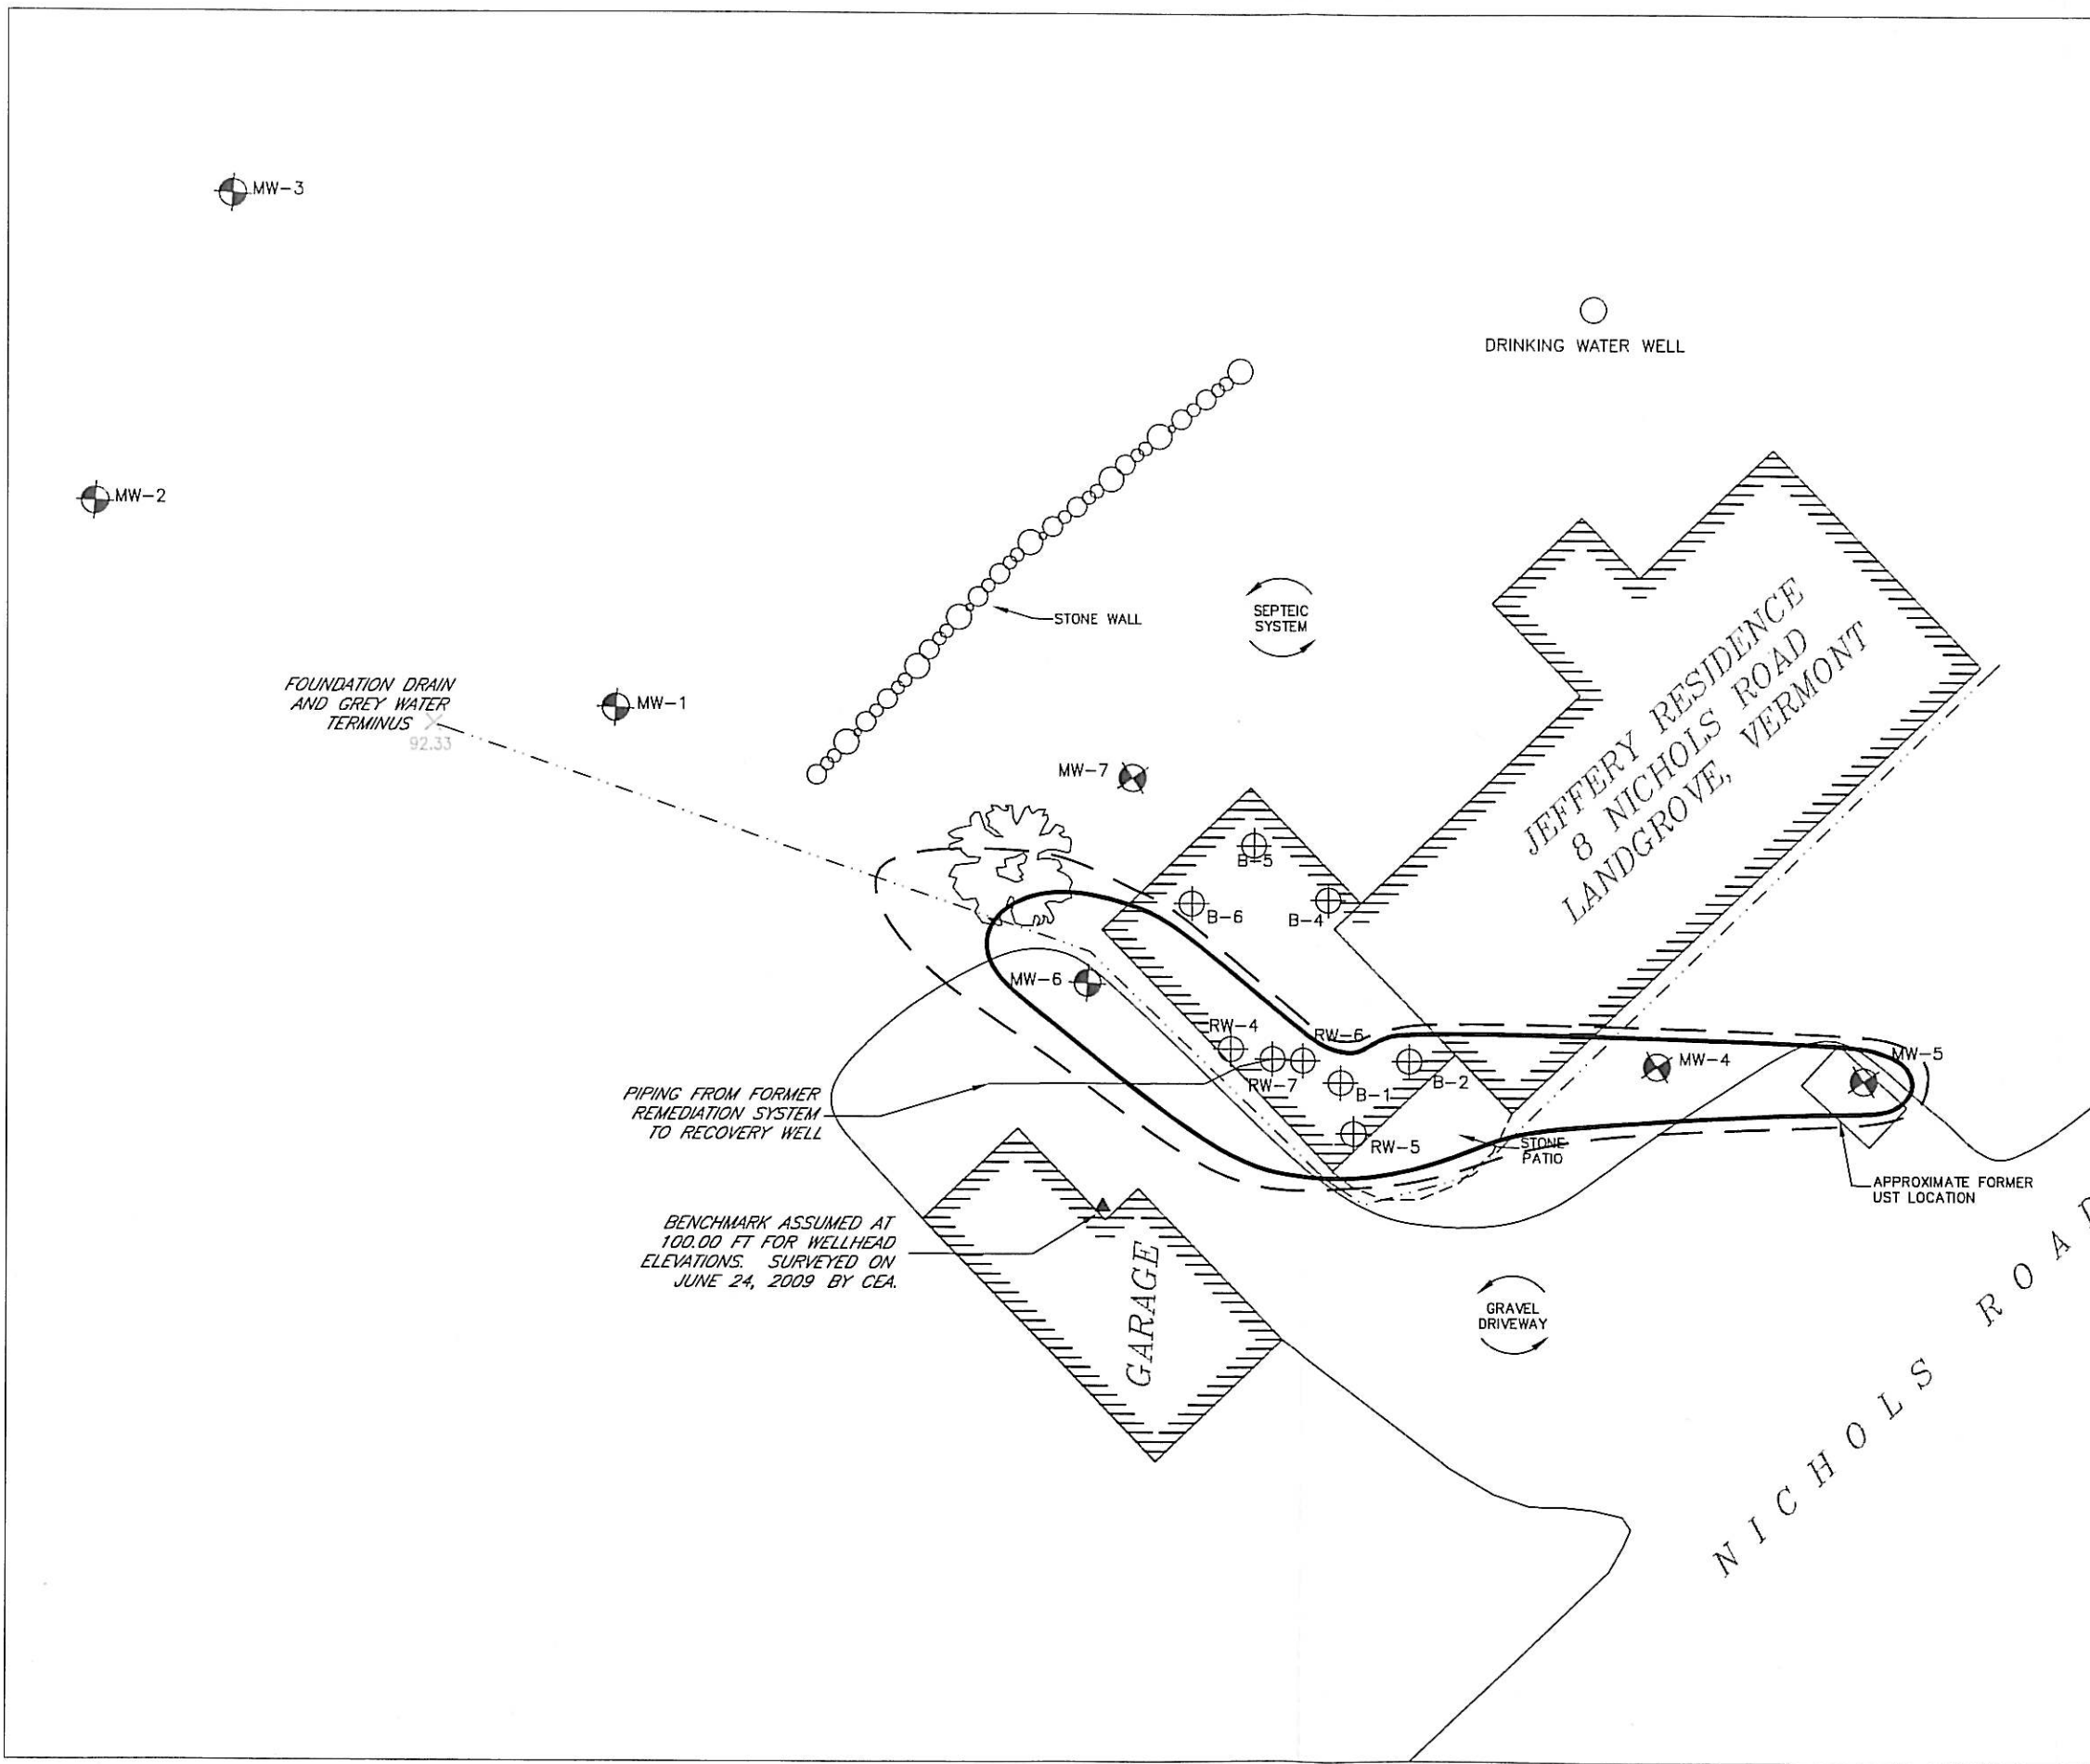 MW-3
DRINKING WATER WELL
MW-2
SEPTEIC
SYSTEM
STONE WALL
JEFFERY RESIDENCE
8 NICHOLS ROAD
LANDGROVE, VERMONT
FOUNDATION DRAIN
AND GREY WATER
TERMINUS
92.33
MW-1
MW-7
B-5
B-6
B-4
MW-6
RW-4
RW-6
RW-7
B-1
B-2
MW-4
MW-5
RW-5
STONE
PATIO
PIPING FROM FORMER
REMEDIATION SYSTEM
TO RECOVERY WELL
APPROXIMATE FORMER
UST LOCATION
BENCHMARK ASSUMED AT
100.00 FT FOR WELLHEAD
ELEVATIONS. SURVEYED ON
JUNE 24, 2009 BY CEA.
GARAGE
GRAVEL
DRIVEWAY
NICHOLS ROA